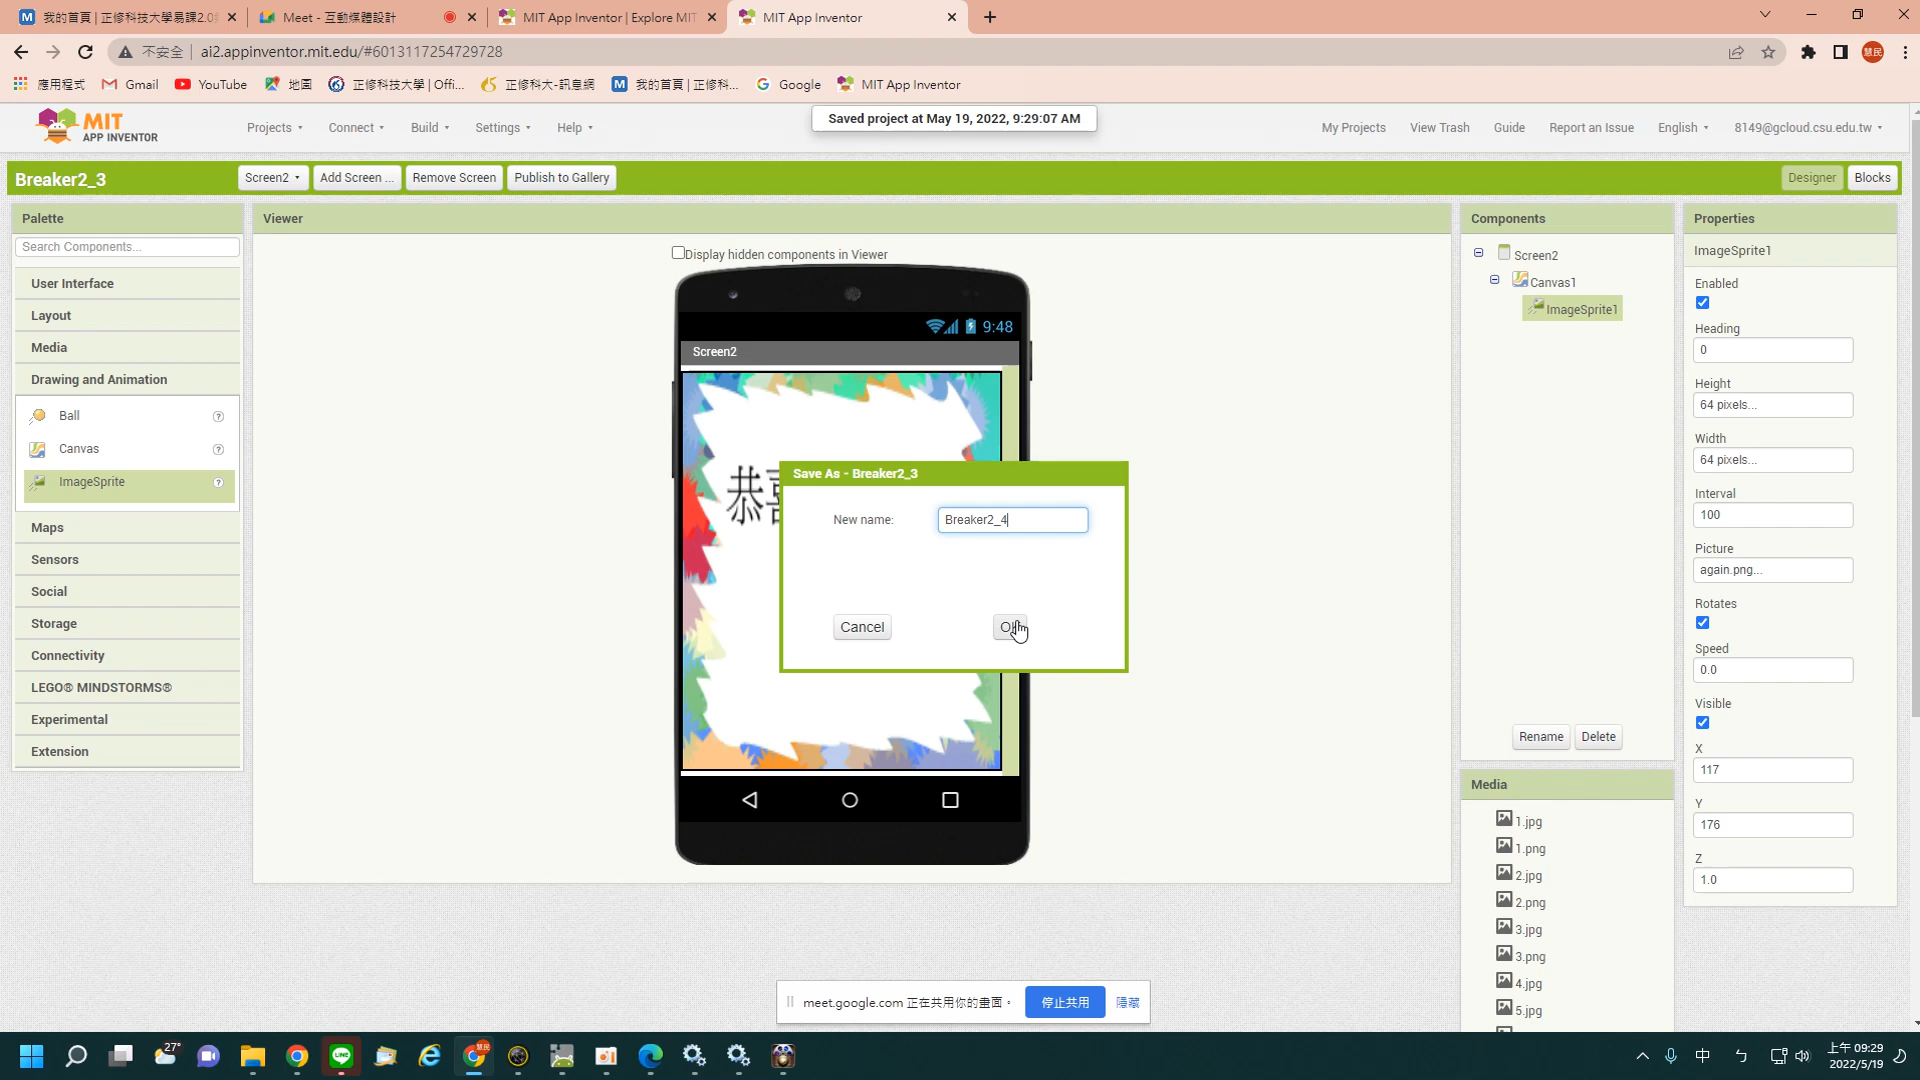 我的首頁 | 正修科技大學易課2.0
Meet - 互動媒體設計
MIT App Inventor | Explore MIT
MIT App Inventor
不安全
ai2.appinventor.mit.edu/#6013117254729728
慧民
應用程式
Gmail
YouTube
地圖
正修科技大學 | Offi...
正修科大-訊息網
我的首頁 | 正修科...
Google
MIT App Inventor
MIT
APP INVENTOR
Projects
Connect
Build
Settings
Help
Saved project at May 19, 2022, 9:29:07 AM
My Projects
View Trash
Guide
Report an Issue
English
8149@gcloud.csu.edu.tw
Breaker2_3
Screen2
Add Screen ...
Remove Screen
Publish to Gallery
Designer
Blocks
Palette
Search Components...
User Interface
Layout
Media
Drawing and Animation
Ball
Canvas
ImageSprite
Maps
Sensors
Social
Storage
Connectivity
LEGO® MINDSTORMS®
Experimental
Extension
Viewer
Display hidden components in Viewer
9:48
Screen2
恭
Save As - Breaker2_3
New name:
Breaker2_4
Cancel
Components
Screen2
Canvas1
ImageSprite1
Rename
Delete
Media
1.jpg
1.png
2.jpg
2.png
3.jpg
3.png
4.jpg
5.jpg
Properties
ImageSprite1
Enabled
Heading
0
Height
64 pixels...
Width
64 pixels...
Interval
100
Picture
again.png...
Rotates
Speed
0.0
Visible
X
117
Y
176
Z
1.0
meet.google.com 正在共用你的畫面。
停止共用
隱藏
27°
慧民
LINE
中
上午 09:29
2022/5/19